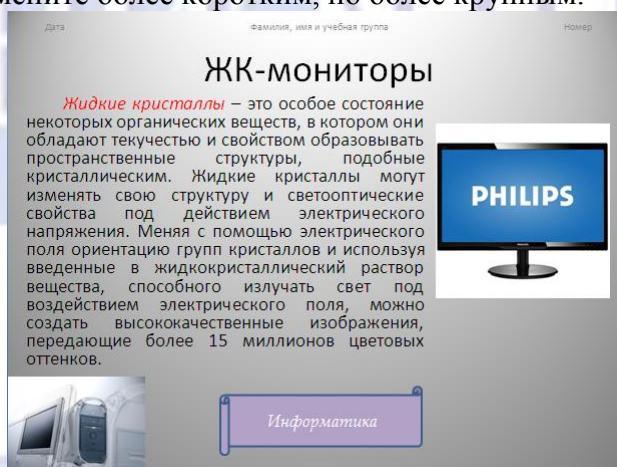 мените более коротким, но более крупным.
Дата Фамилия, имя и учебная группа Номер
ЖК-мониторы
Жидкие кристаллы – это особое состояние
некоторых органических веществ, в котором они
обладают текучестью и свойством образовывать
пространственные структуры, подобные
кристаллическим. Жидкие кристаллы могут
изменять свою структуру и светооптические
свойства под действием электрического
напряжения. Меняя с помощью электрического
поля ориентацию групп кристаллов и используя
введенные в жидкокристаллический раствор
вещества, способного излучать свет под
воздействием электрического поля, можно
создать высококачественные изображения,
передающие более 15 миллионов цветовых
оттенков.
PHILIPS
Информатика